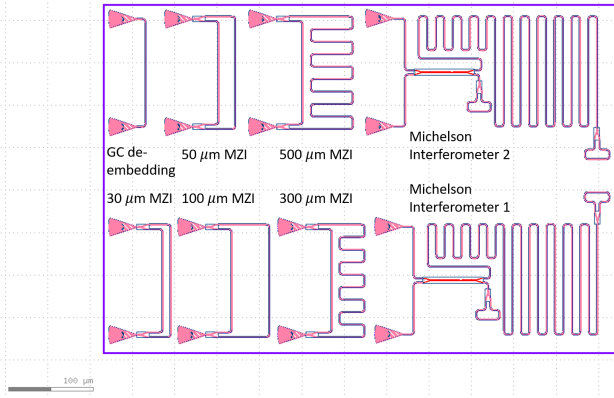 GC de-
embedding
50 μm MZI
500 μm MZI
Michelson
Interferometer 2
30 μm MZI
100 μm MZI
300 μm MZI
Michelson
Interferometer 1
100 μm